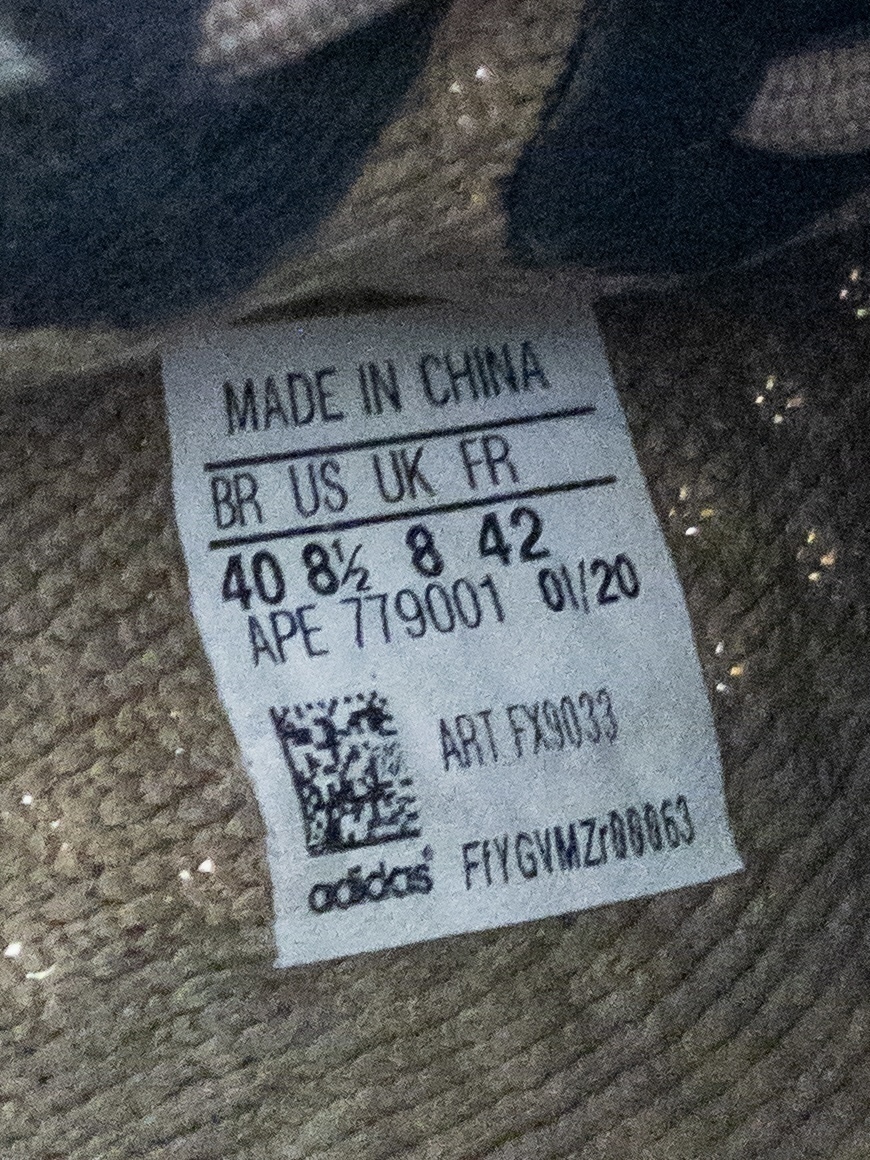 MADE IN CHINA
BR US UK FR
40 8½ 8 42
APE 779001 01/20
ART FX9033
adidas® FfYGVMZr00063